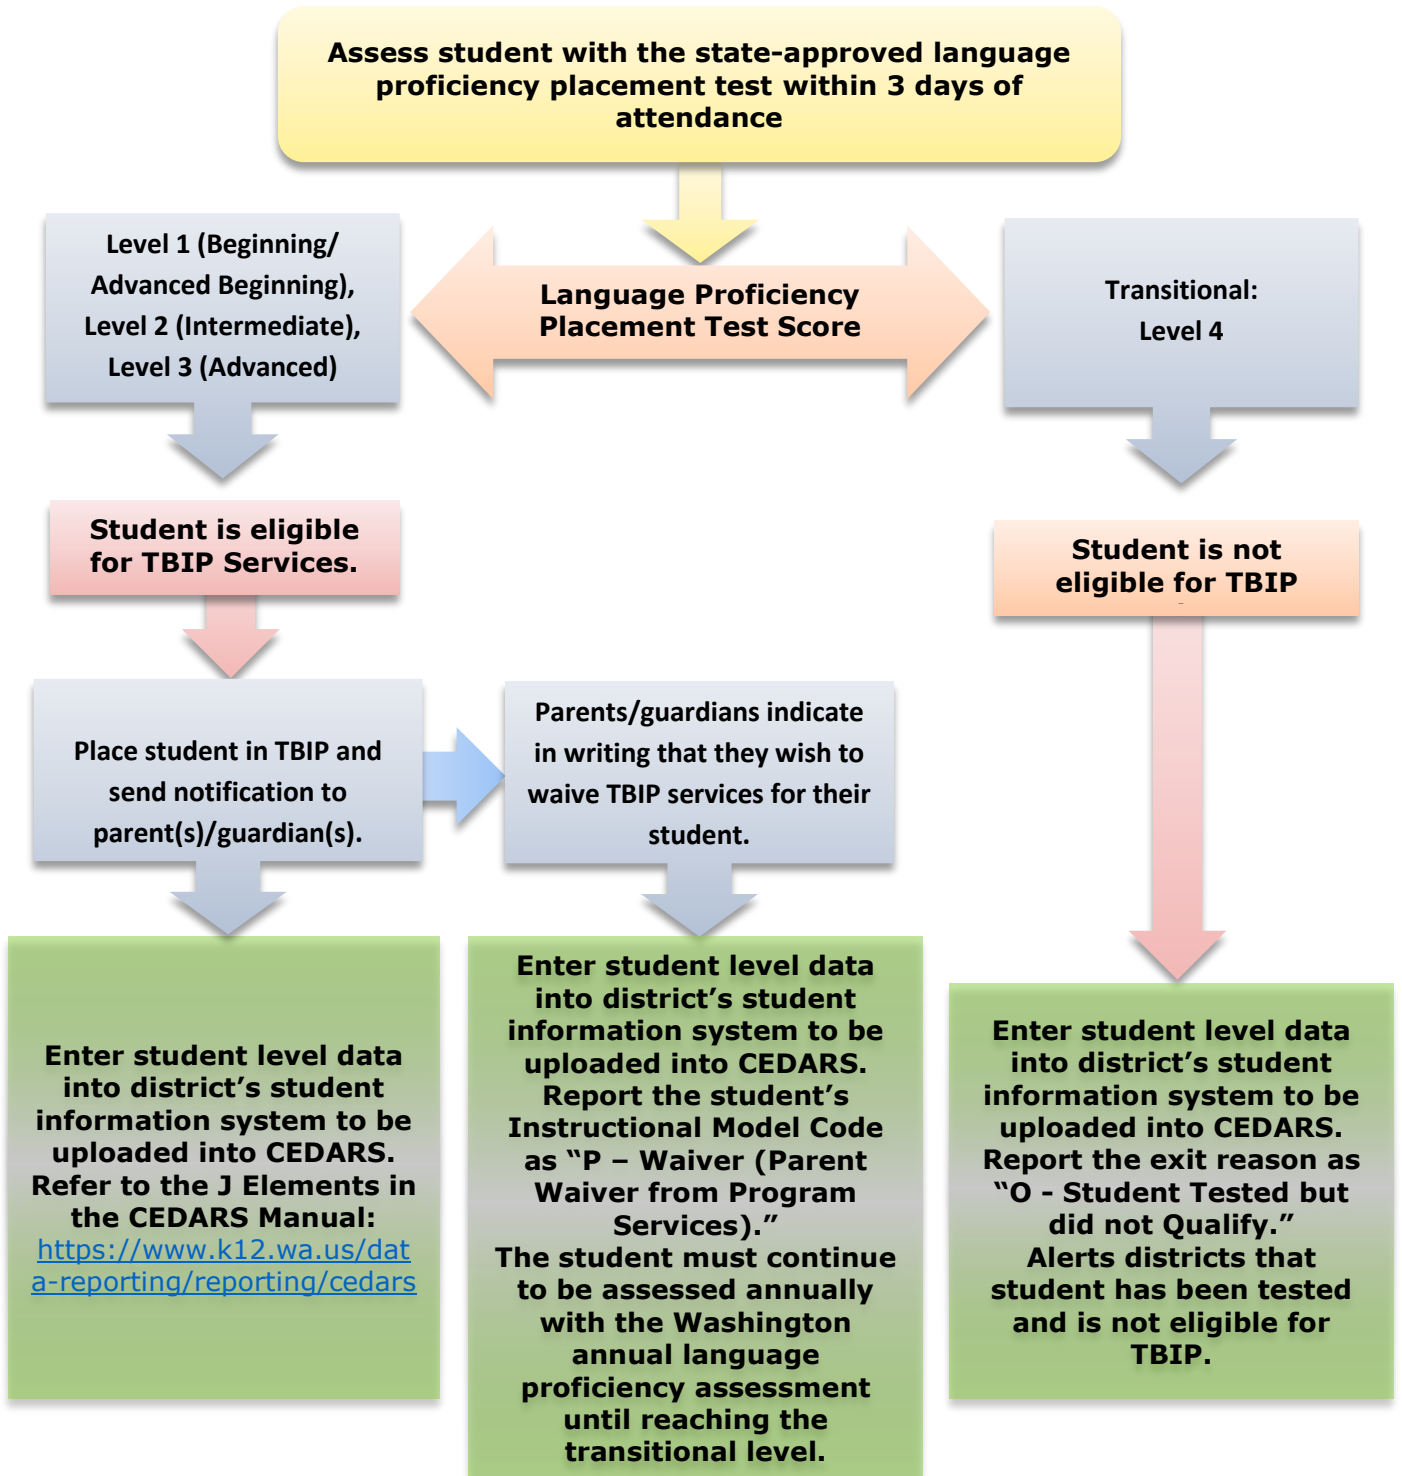 Assess student with the state-approved language
proficiency placement test within 3 days of
attendance
Level 1 (Beginning/
Advanced Beginning),
Level 2 (Intermediate),
Level 3 (Advanced)
Language Proficiency
Placement Test Score
Transitional:
Level 4
Student is eligible
for TBIP Services.
Student is not
eligible for TBIP
Place student in TBIP and
send notification to
parent(s)/guardian(s).
Parents/guardians indicate
in writing that they wish to
waive TBIP services for their
student.
Enter student level data
into district’s student
information system to be
uploaded into CEDARS.
Refer to the J Elements in
the CEDARS Manual:
https://www.k12.wa.us/dat
a-reporting/reporting/cedars
Enter student level data
into district’s student
information system to be
uploaded into CEDARS.
Report the student’s
Instructional Model Code
as “P – Waiver (Parent
Waiver from Program
Services).”
The student must continue
to be assessed annually
with the Washington
annual language
proficiency assessment
until reaching the
transitional level.
Enter student level data
into district’s student
information system to be
uploaded into CEDARS.
Report the exit reason as
“O - Student Tested but
did not Qualify.”
Alerts districts that
student has been tested
and is not eligible for
TBIP.